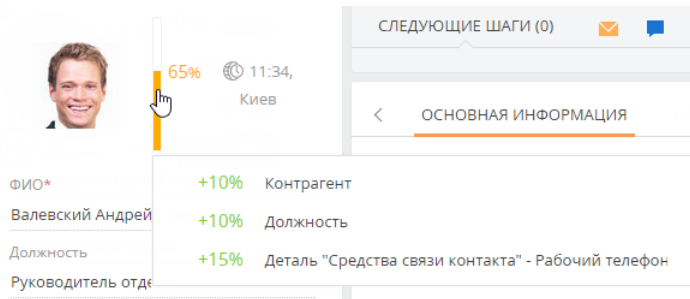 СЛЕДУЮЩИЕ ШАГИ (0)
65% 11:34,
Киев
ОСНОВНАЯ ИНФОРМАЦИЯ
ФИО*
Валевский Андрей
Должность
Руководитель отде
+10% Контрагент
+10% Должность
+15% Деталь "Средства связи контакта" - Рабочий телефон